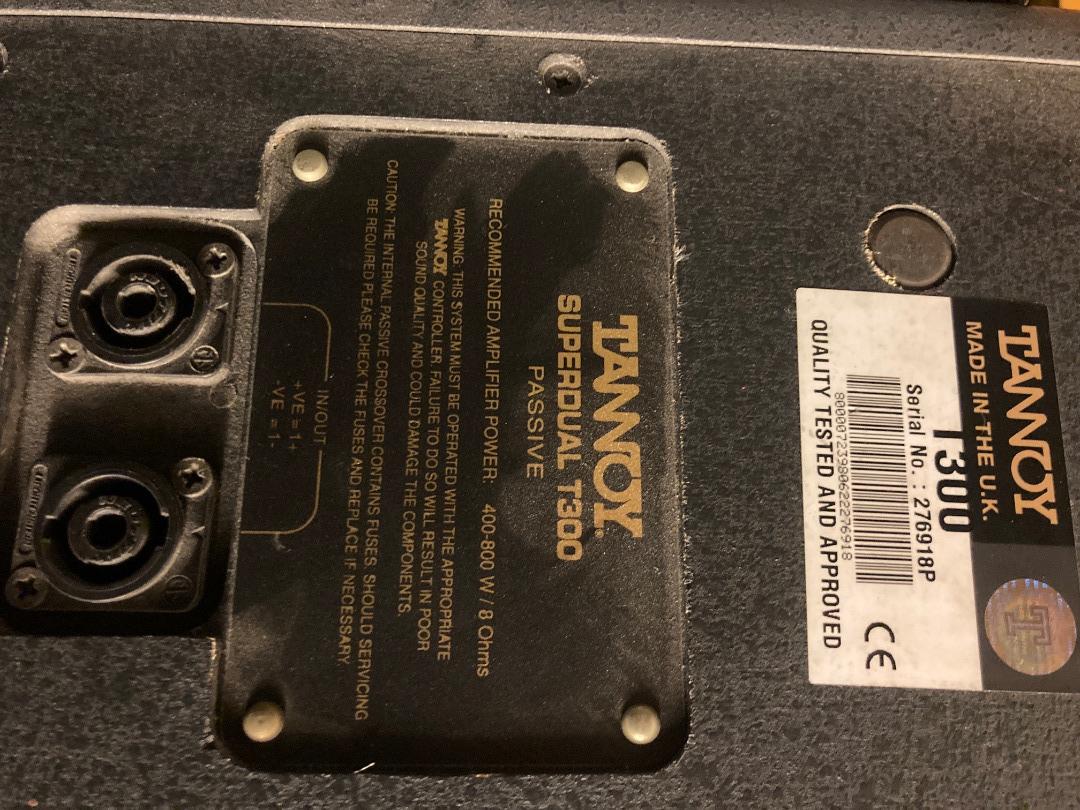 TANNOY
SUPERDUAL T300
PASSIVE
RECOMMENDED AMPLIFIER POWER: 400-800 W / 8 Ohms
WARNING: THIS SYSTEM MUST BE OPERATED WITH THE APPROPRIATE
TANNOY CONTROLLER. FAILURE TO DO SO WILL RESULT IN POOR
SOUND QUALITY AND COULD DAMAGE THE COMPONENTS.
CAUTION: THE INTERNAL PASSIVE CROSSOVER CONTAINS FUSES. SHOULD SERVICING
BE REQUIRED PLEASE CHECK THE FUSES AND REPLACE IF NECESSARY.
IN/OUT
+VE = 1+
-VE = 1-
TANNOY
MADE IN THE U.K.
T300
Serial No. : 276918P
QUALITY TESTED AND APPROVED
CE